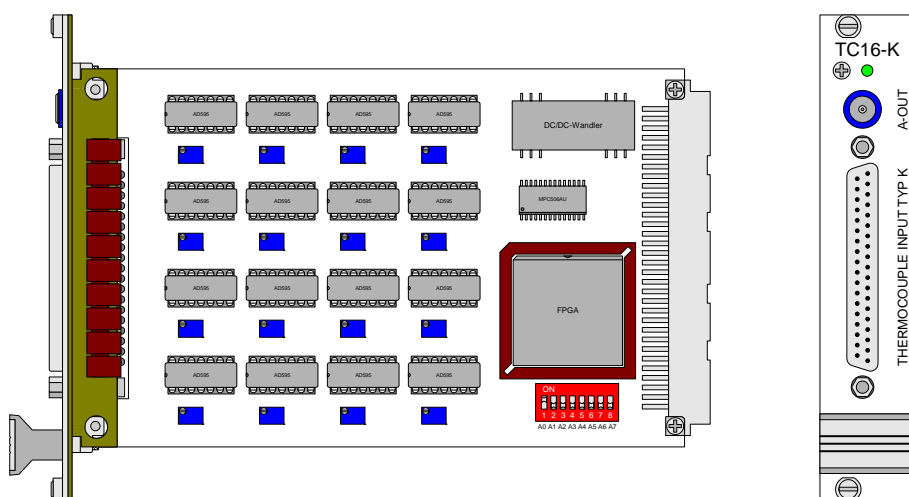 AD595 AD595 AD595 AD595
AD595 AD595 AD595 AD595
AD595 AD595 AD595 AD595
AD595 AD595 AD595 AD595
DC/DC-Wandler
MPC506AU
FPGA
ON
1 2 3 4 5 6 7 8
A0 A1 A2 A3 A4 A5 A6 A7
TC16-K
A-OUT
THERMOCOUPLE INPUT TYP K